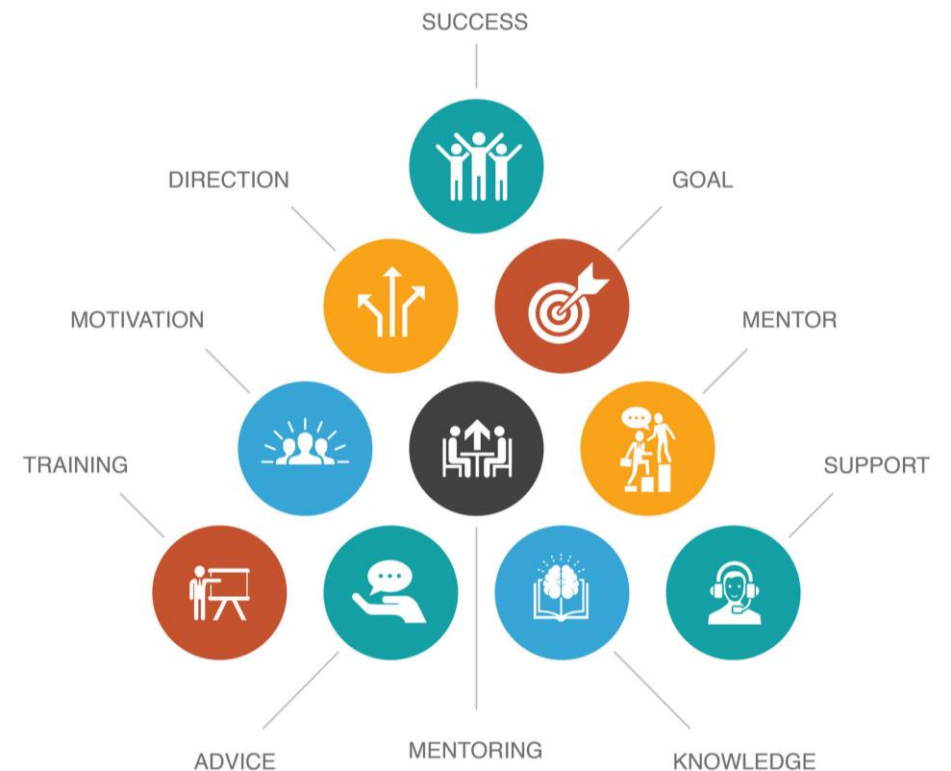 SUCCESS
DIRECTION
GOAL
MOTIVATION
MENTOR
TRAINING
SUPPORT
ADVICE
MENTORING
KNOWLEDGE